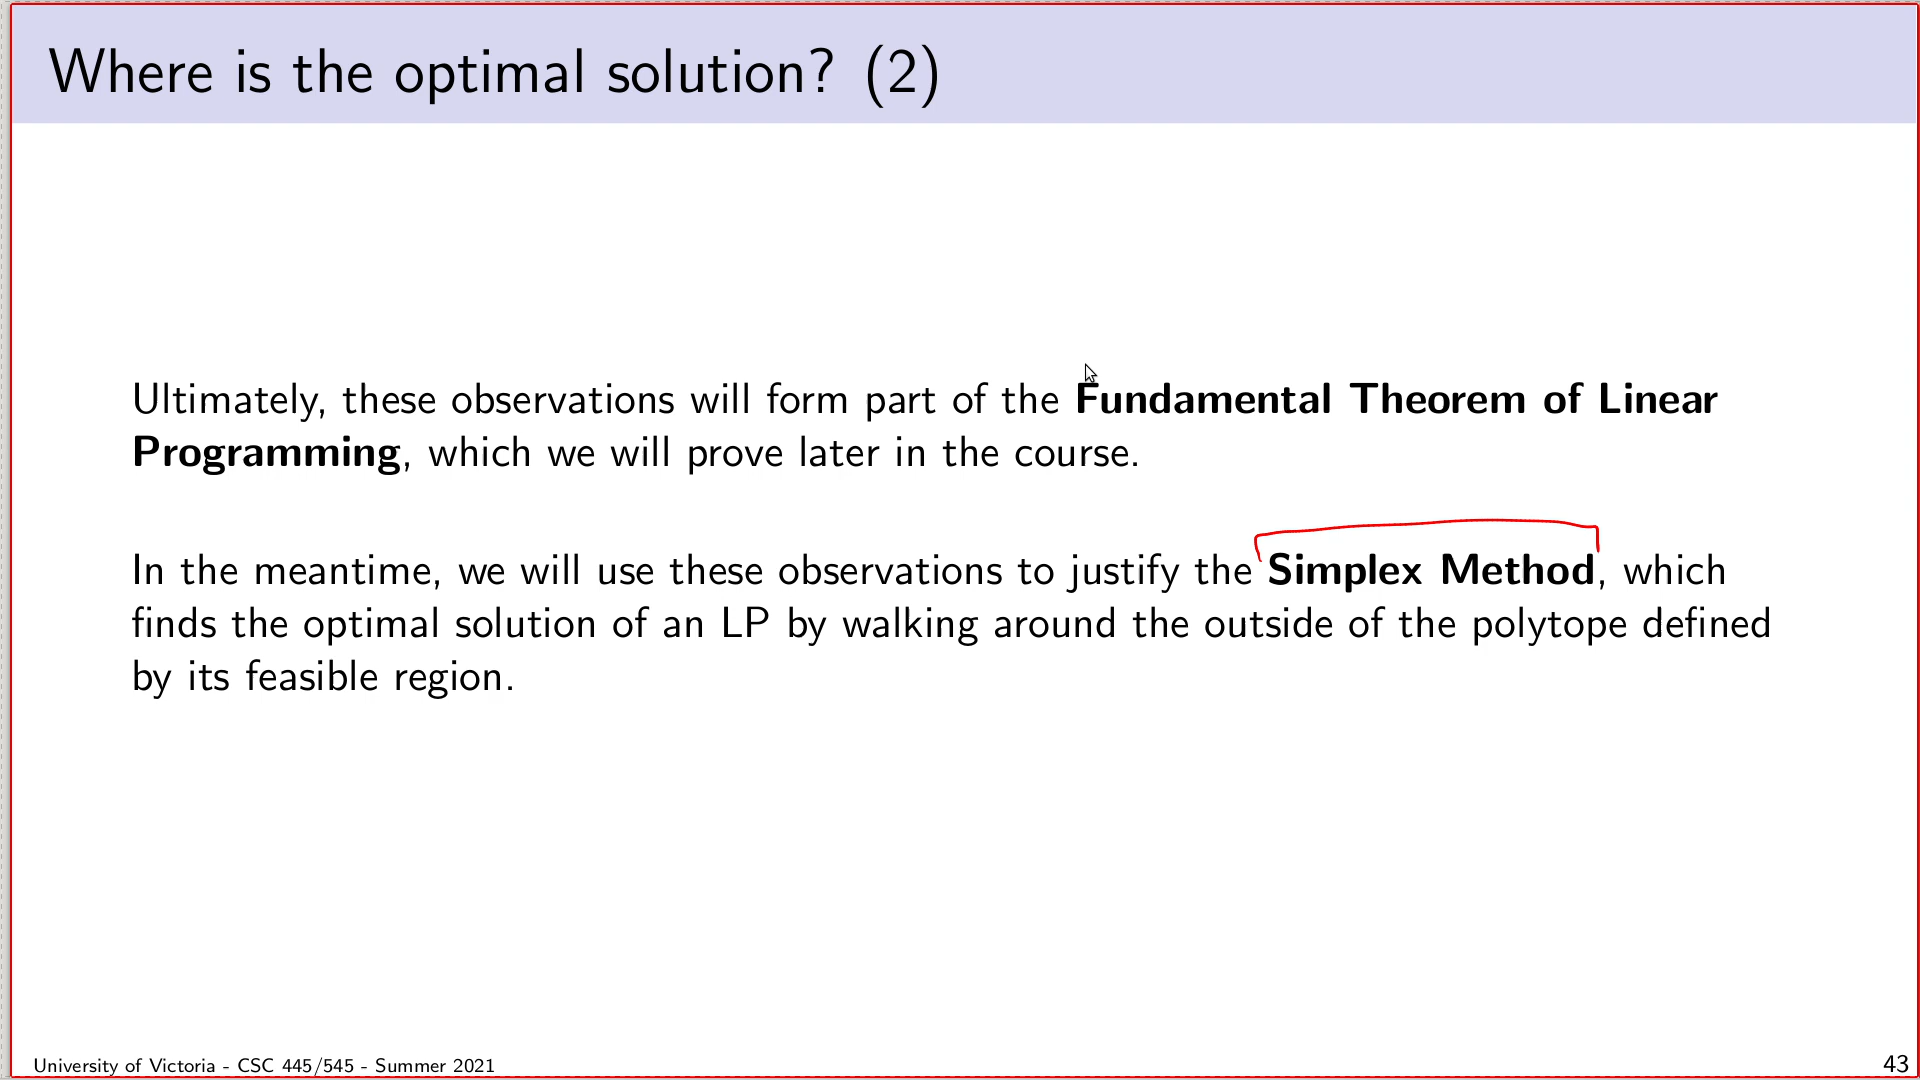 Where is the optimal solution? (2)
Ultimately, these observations will form part of the Fundamental Theorem of Linear
Programming, which we will prove later in the course.
In the meantime, we will use these observations to justify the Simplex Method, which
finds the optimal solution of an LP by walking around the outside of the polytope defined
by its feasible region.
University of Victoria - CSC 445/545 - Summer 2021
43